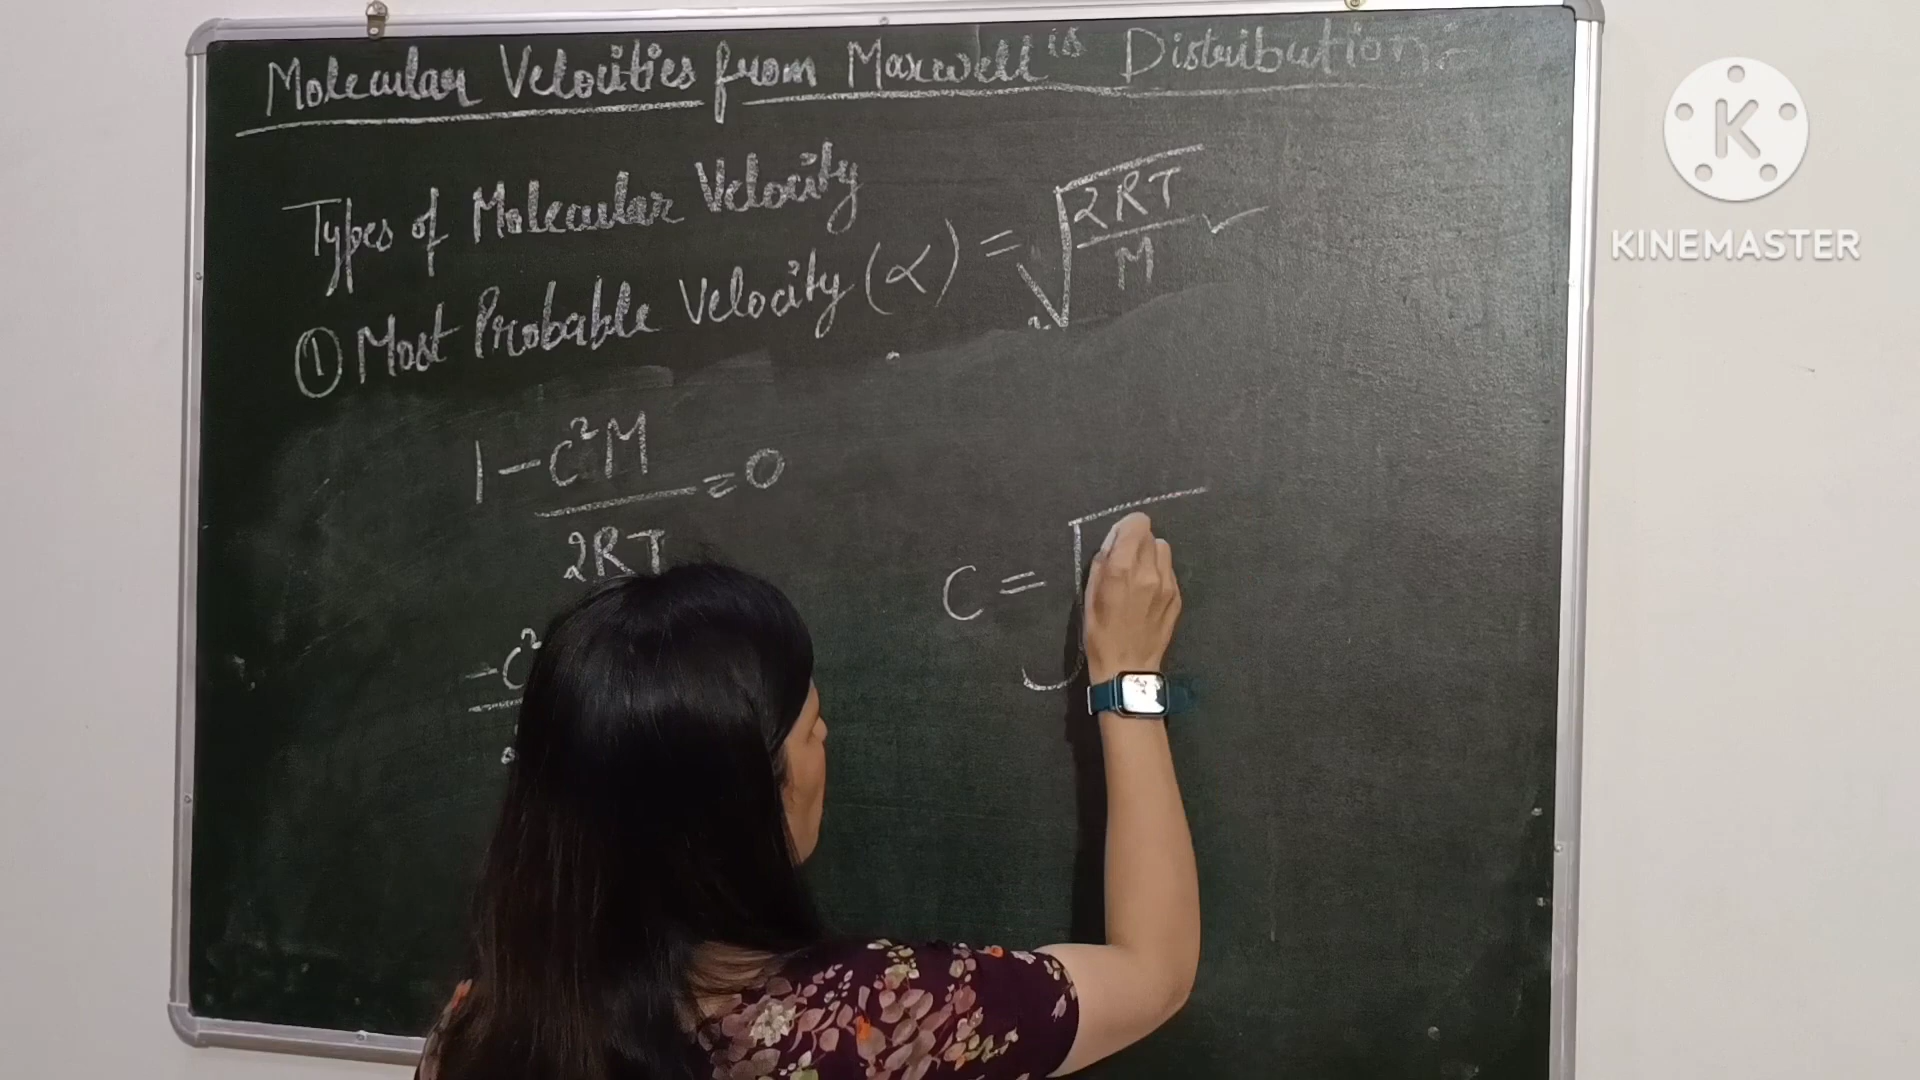 Molecular Velocities from Maxwell's Distribution:-
Types of Molecular Velocity
① Most Probable Velocity (α) = √2RT/M ✓
1 - C²M/2RT = 0
-C²
C = √
K
KINEMASTER